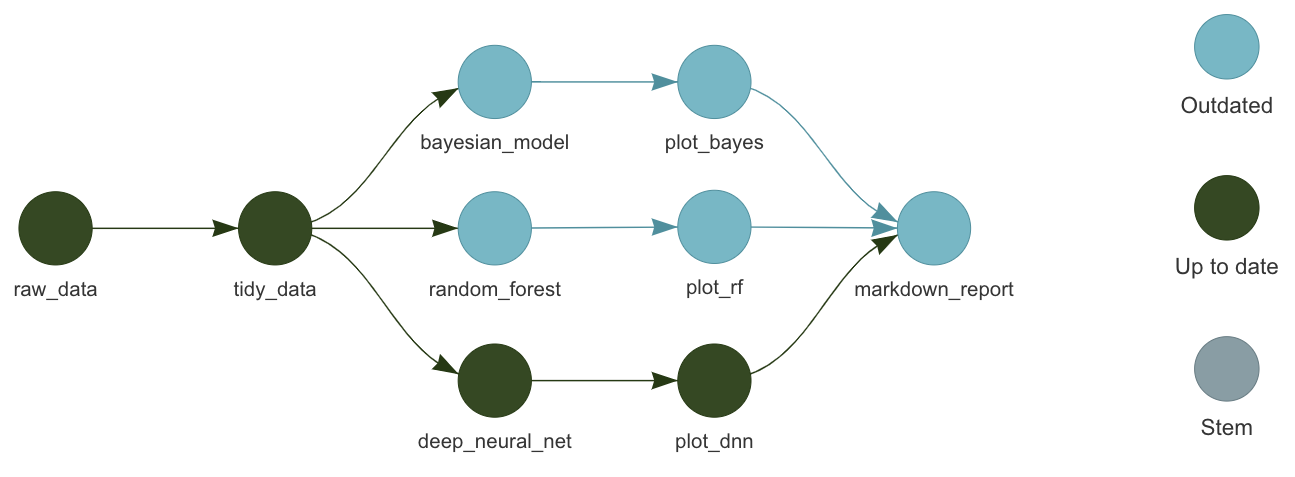 bayesian_model
plot_bayes
raw_data
tidy_data
random_forest
plot_rf
markdown_report
deep_neural_net
plot_dnn
Outdated
Up to date
Stem